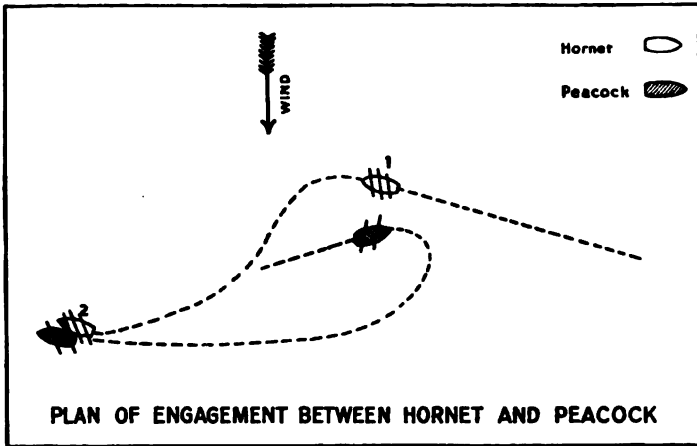 Hornet
Peacock
WIND
1
2
PLAN OF ENGAGEMENT BETWEEN HORNET AND PEACOCK